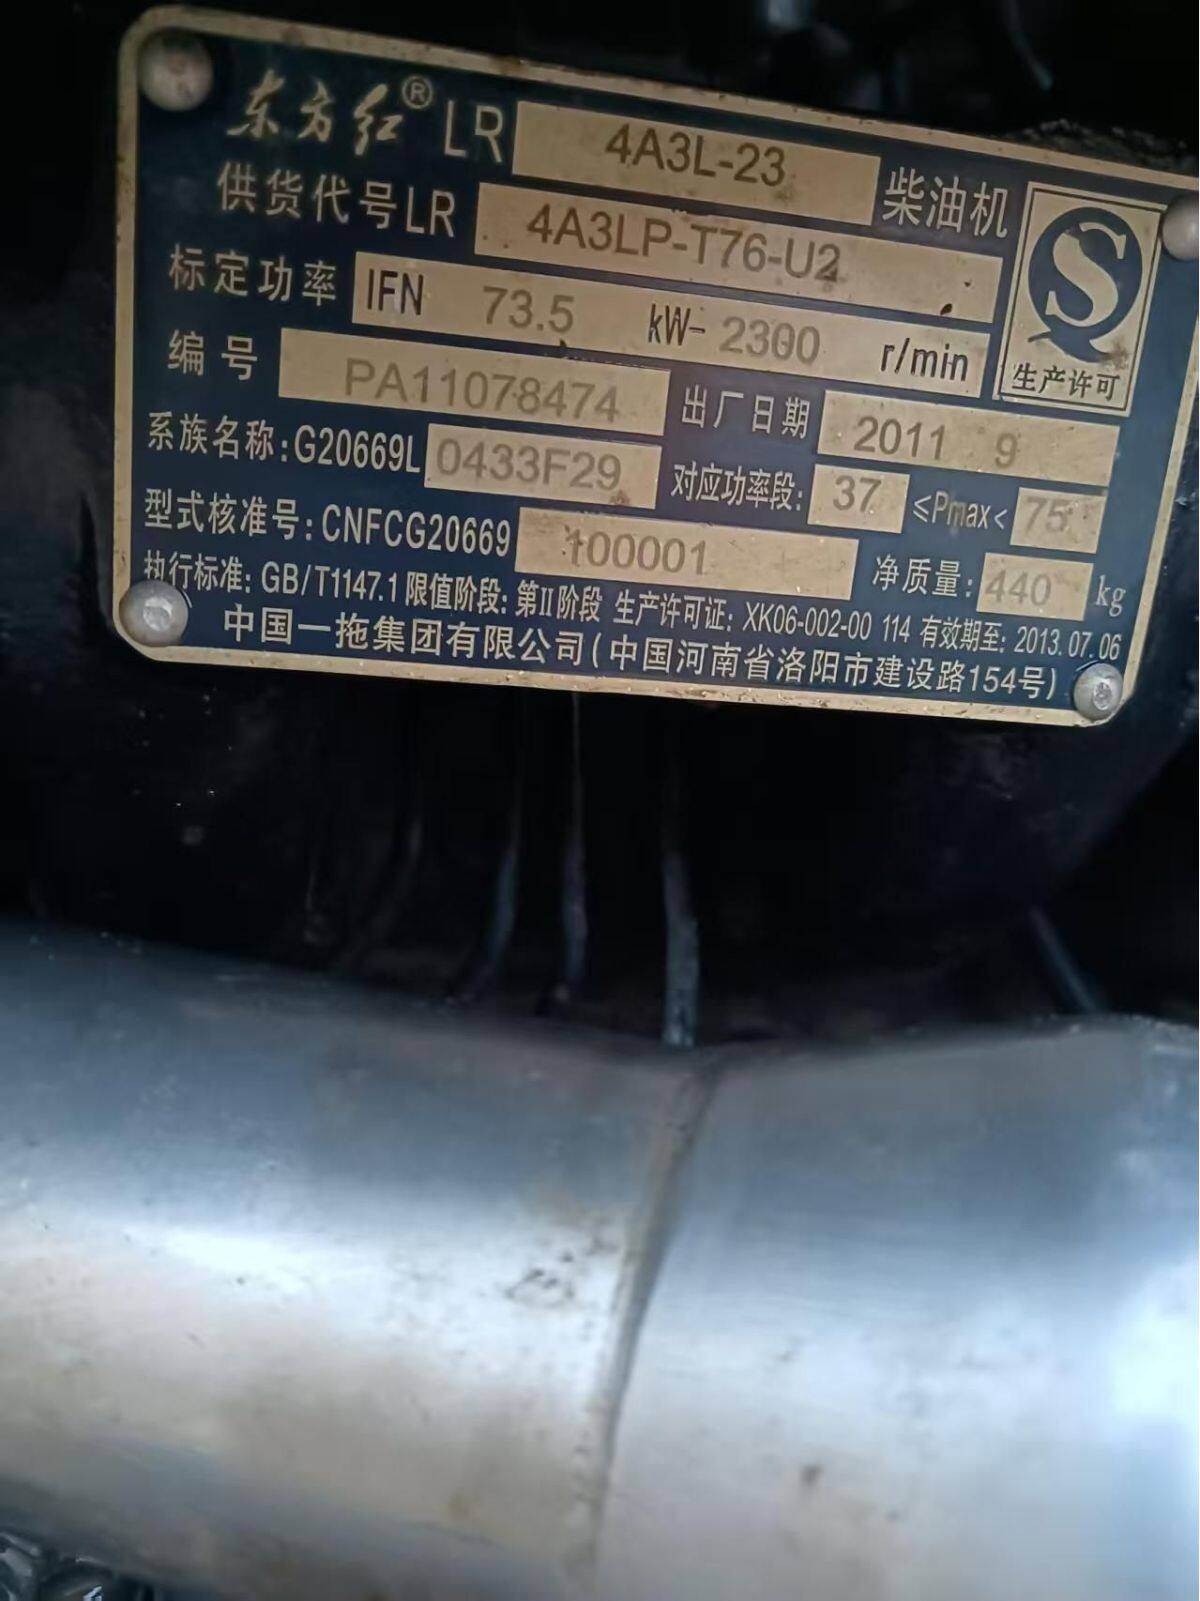 东方红® LR 4A3L-23 柴油机
供货代号LR 4A3LP-T76-U2
标定功率 IFN 73.5 kW- 2300 r/min
生产许可
编号 PA11078474 出厂日期 2011 9
系族名称:G20669L 0433F29 对应功率段: 37 ≤Pmax< 75
型式核准号:CNFCG20669 100001 净质量: 440 kg
执行标准: GB/T1147.1 限值阶段: 第II阶段 生产许可证: XK06-002-00 114 有效期至: 2013.07.06
中国一拖集团有限公司(中国河南省洛阳市建设路154号)